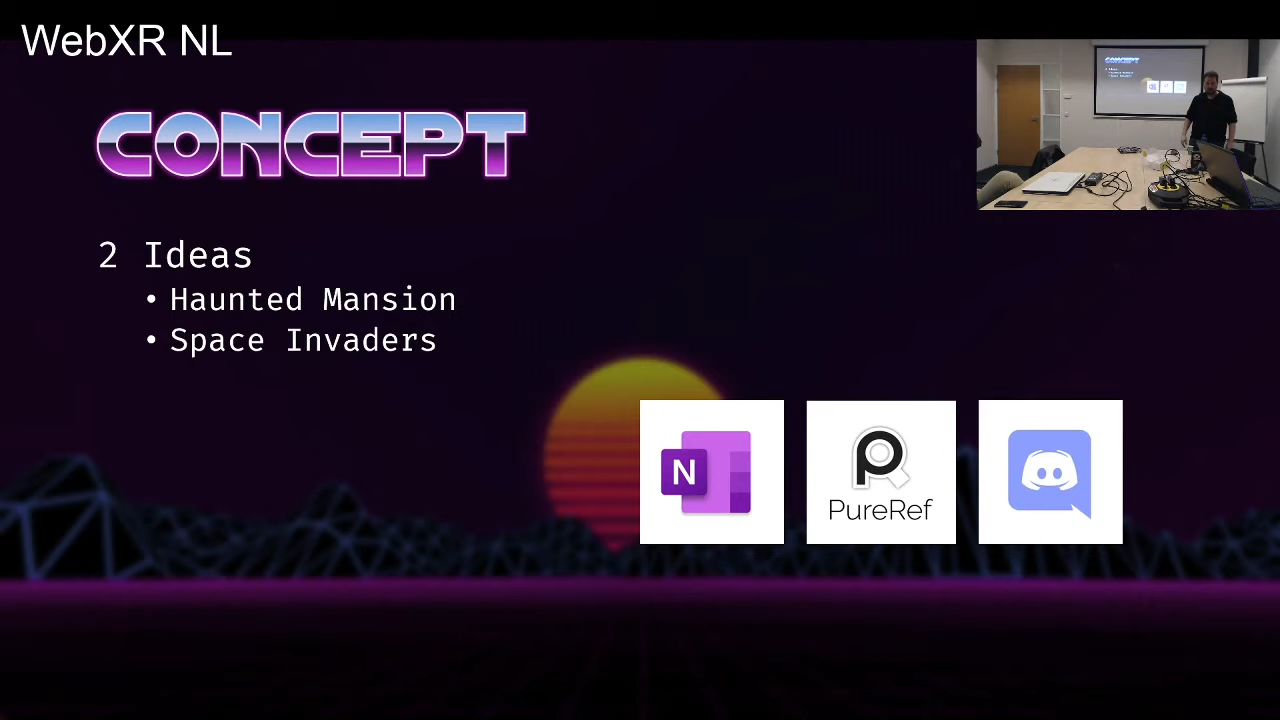 WebXR NL
CONCEPT
2 Ideas
• Haunted Mansion
• Space Invaders
N
PureRef